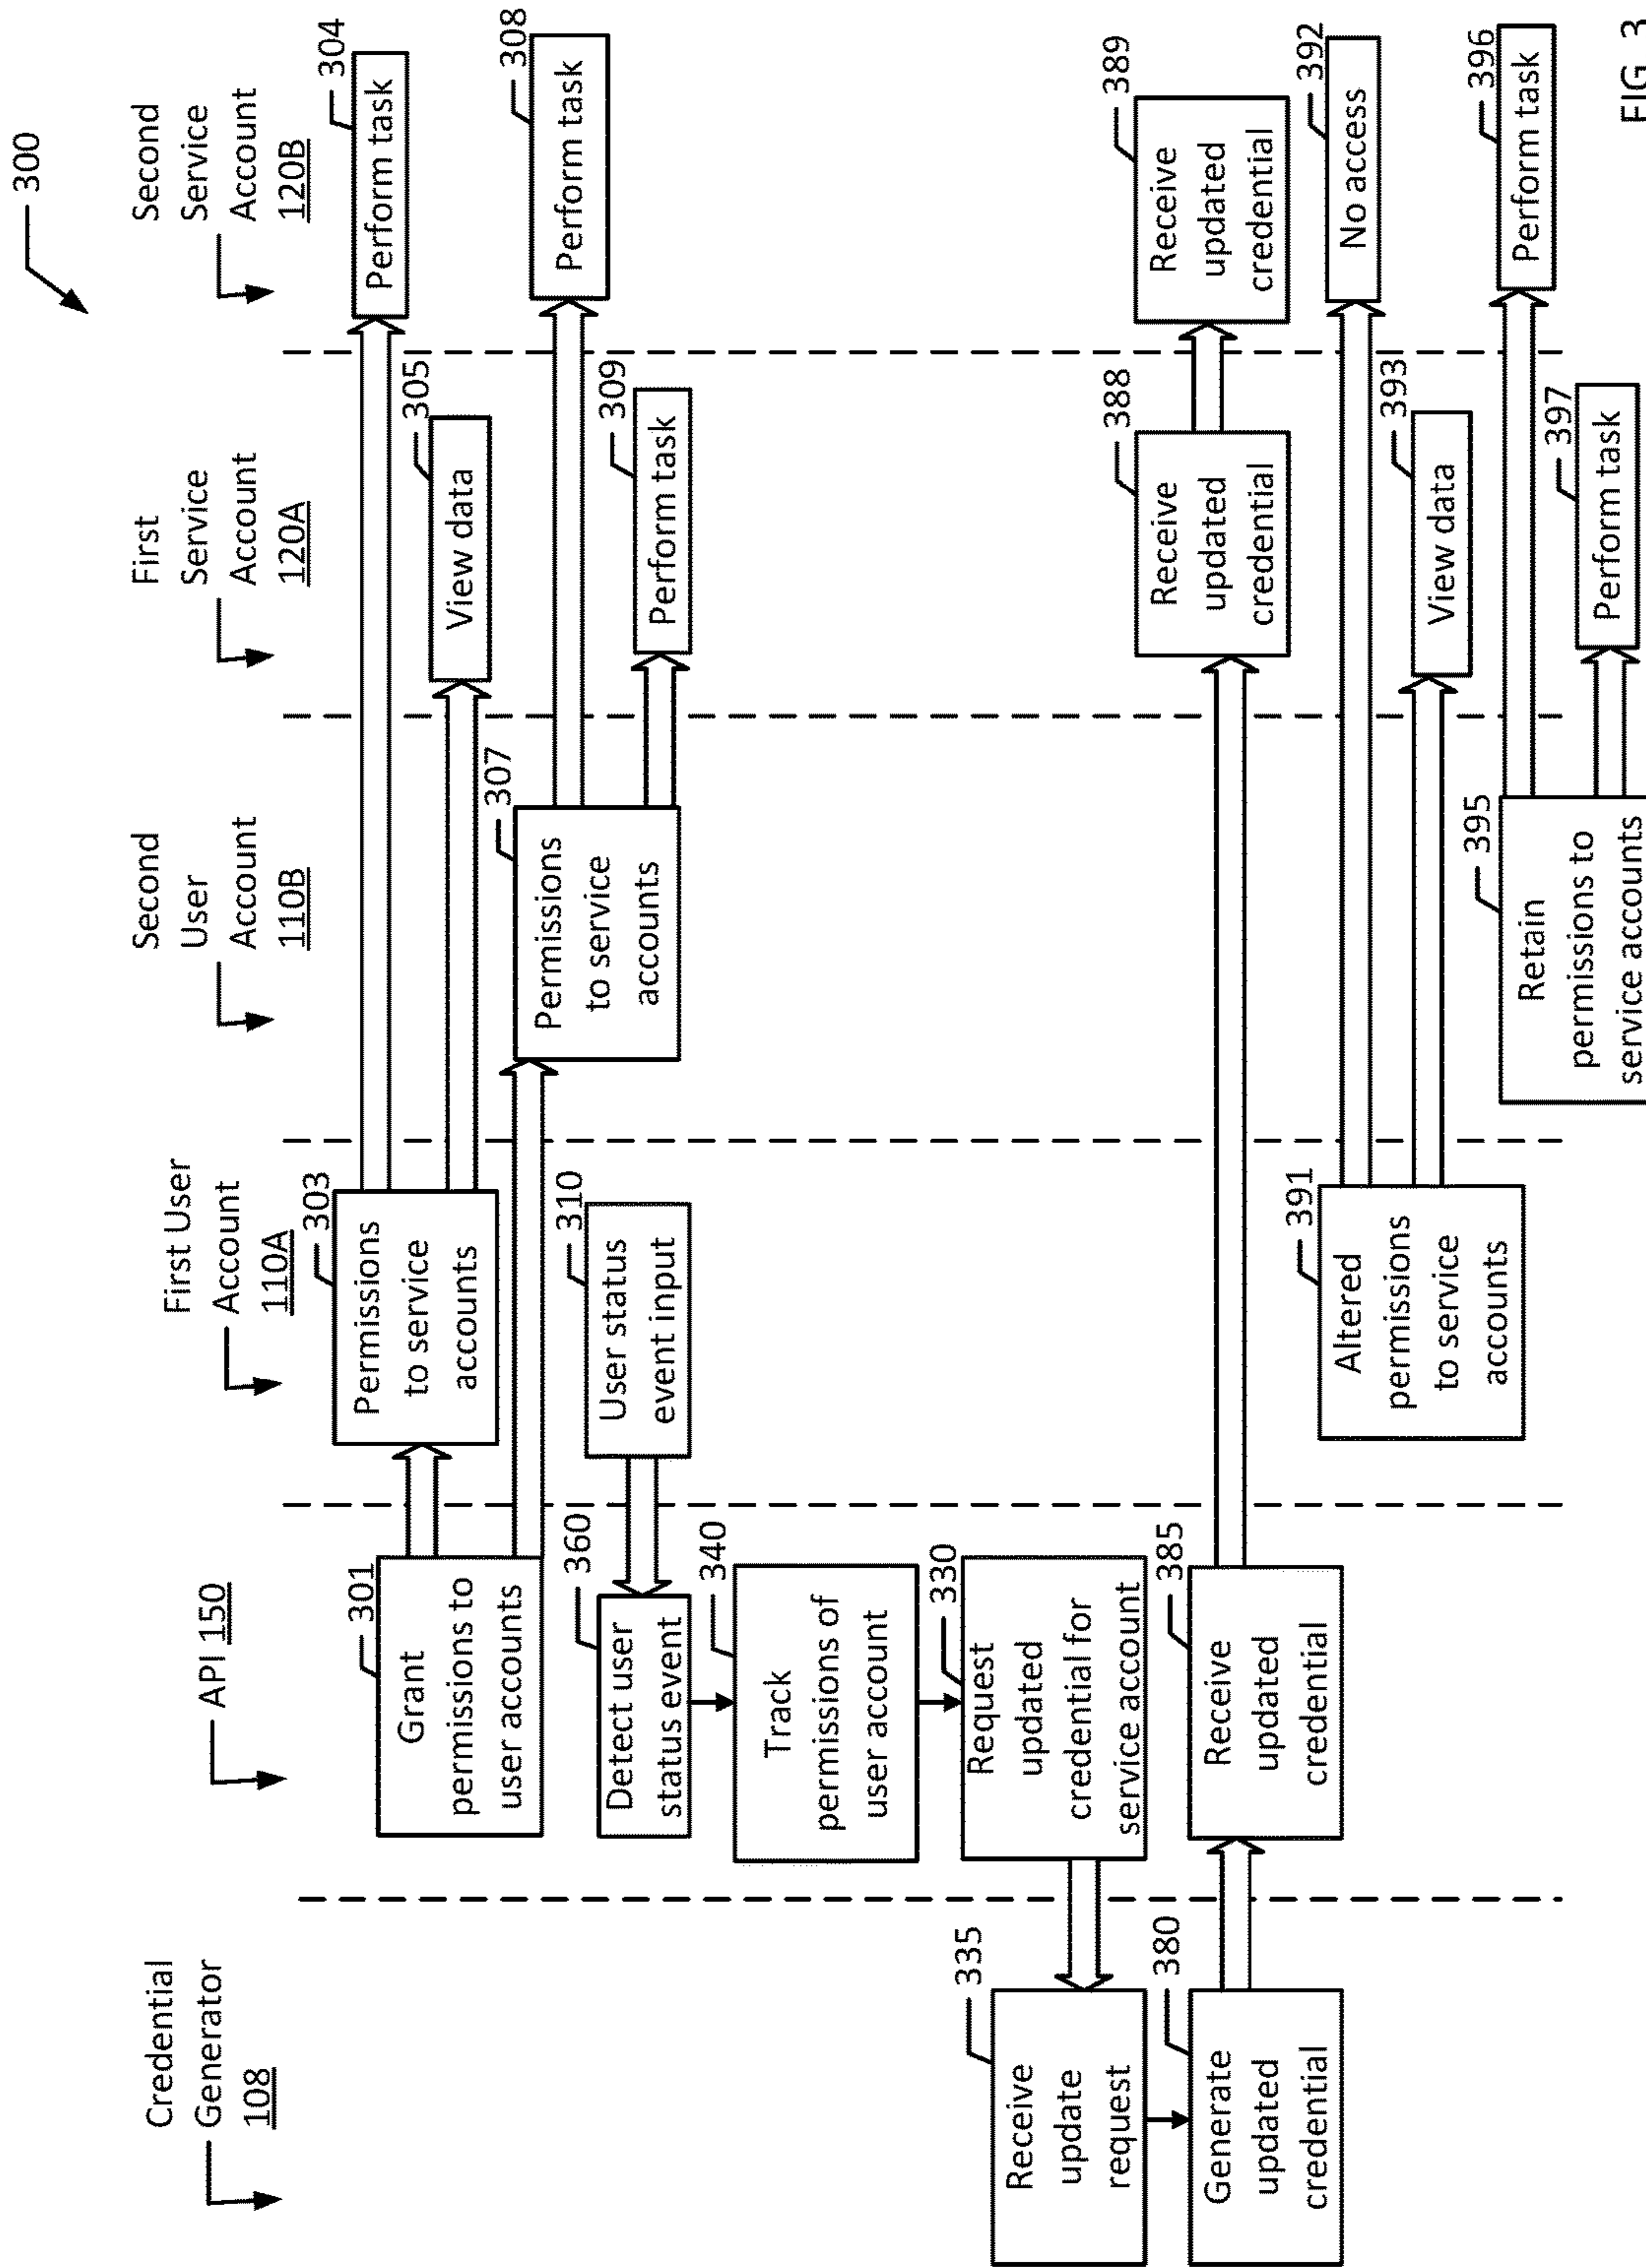 300
Credential
Generator
108
API 150
First User
Account
110A
Second
User
Account
110B
First
Service
Account
120A
Second
Service
Account
120B
301
Grant
permissions to
user accounts
303
Permissions
to service
accounts
304
Perform task
305
View data
307
Permissions
to service
accounts
308
Perform task
309
Perform task
310
User status
event input
360
Detect user
status event
340
Track
permissions of
user account
330
Request
updated
credential for
service account
335
Receive
update
request
380
Generate
updated
credential
385
Receive
updated
credential
388
Receive
updated
credential
389
Receive
updated
credential
391
Altered
permissions
to service
accounts
392
No access
393
View data
395
Retain
permissions to
service accounts
396
Perform task
397
Perform task
FIG. 3